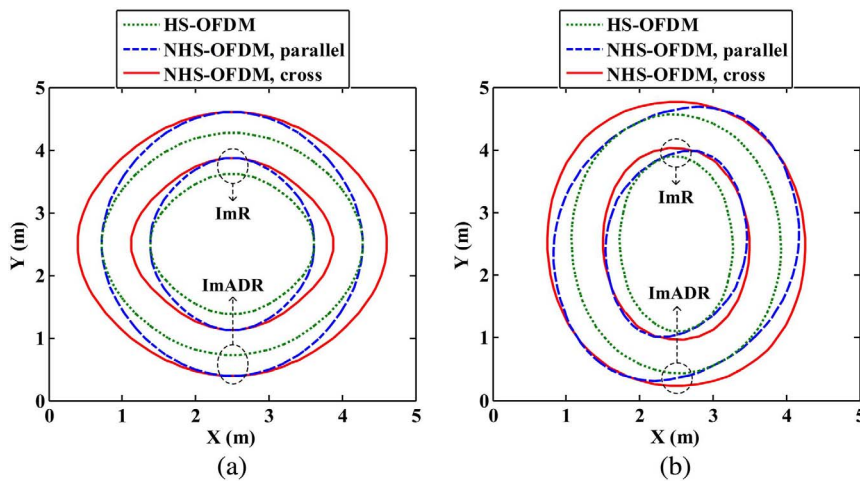 HS-OFDM
NHS-OFDM, parallel
NHS-OFDM, cross
5
4
3
2
1
0
Y (m)
ImR
ImADR
0 1 2 3 4 5
X (m)
(a)
HS-OFDM
NHS-OFDM, parallel
NHS-OFDM, cross
5
4
3
2
1
0
Y (m)
ImR
ImADR
0 1 2 3 4 5
X (m)
(b)